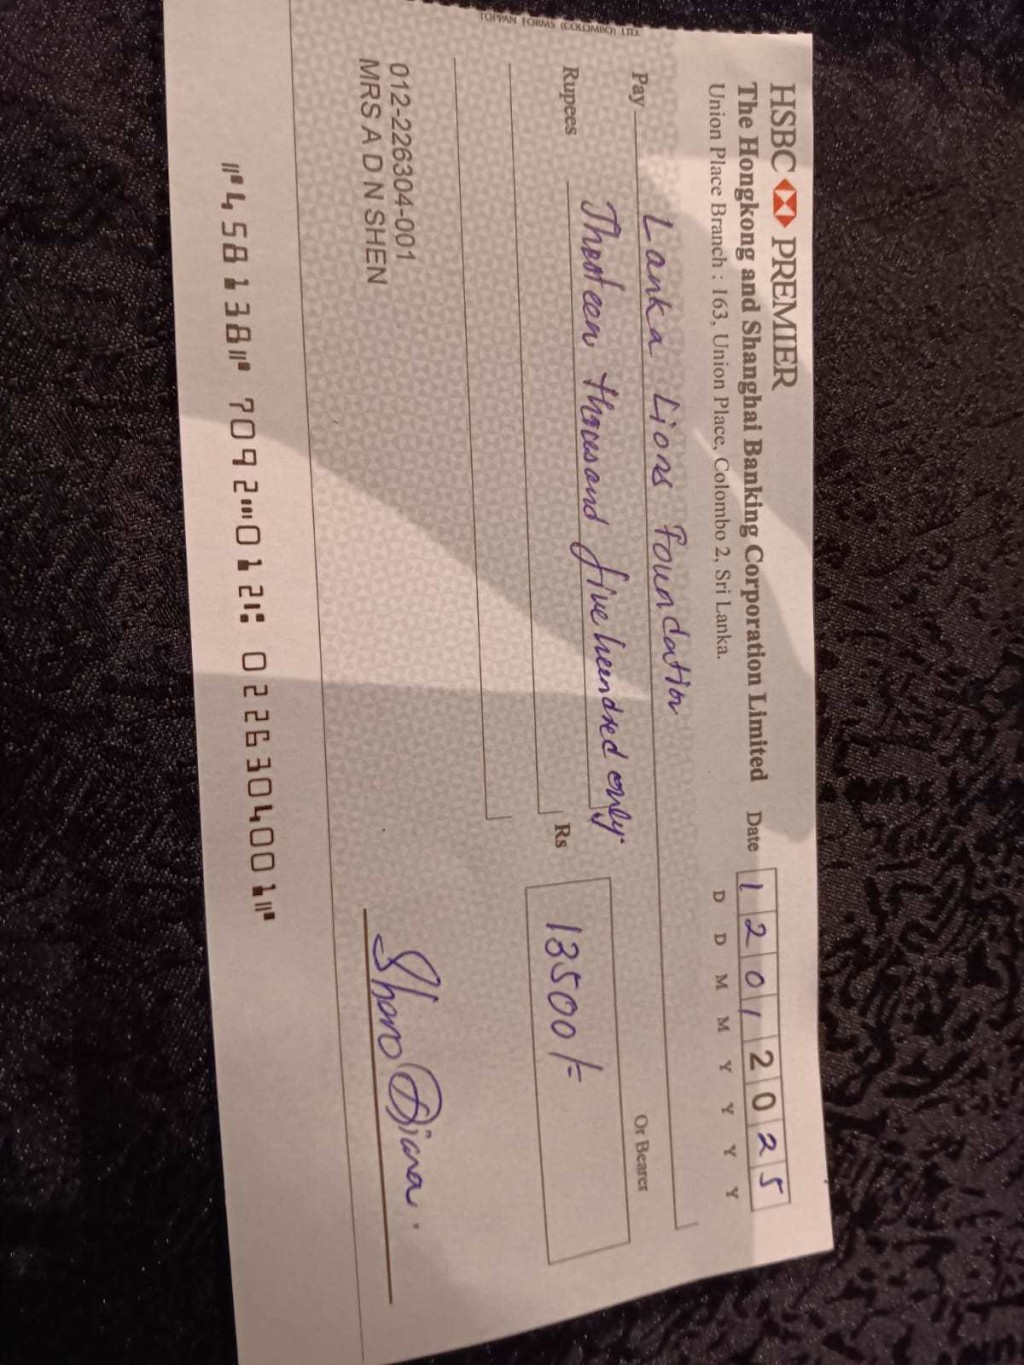 TOPPAN FORMS (COLOMBO) LTD.
HSBC PREMIER
The Hongkong and Shanghai Banking Corporation Limited
Union Place Branch : 163, Union Place, Colombo 2, Sri Lanka.
Date 1 2 0 1 2 0 2 5
D D M M Y Y Y Y
Pay Lanka Lions Foundation Or Bearer
Rupees Thirteen thousand five hundred only
Rs 13500/-
012-226304-001
MRS A D N SHEN
Diana
⑈458138⑈ 7092⑉012⑆ 0226304001⑈